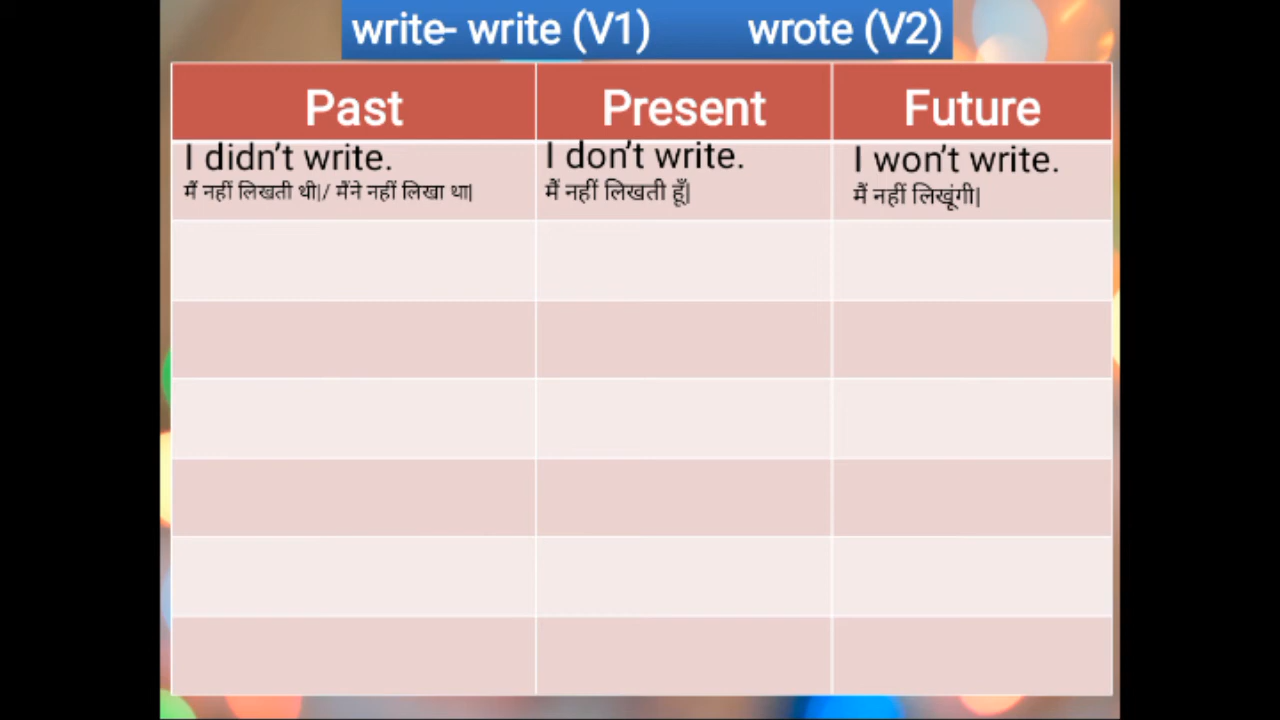 write- write (V1) wrote (V2)
Past Present Future
I didn't write. I don't write. I won't write.
मैं नहीं लिखती थी|/ मैंने नहीं लिखा था| मैं नहीं लिखती हूँ| मैं नहीं लिखूंगी|